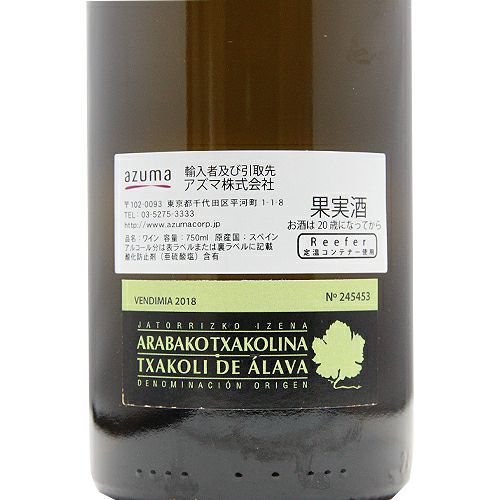 azuma
輸入者及び引取先
アズマ株式会社
〒102-0093 東京都千代田区平河町 1-1-8
TEL：03-5275-3333
http://www.azumacorp.jp/wine
果実酒
お酒は20歳になってから
Reefer
定温コンテナー使用
品名：ワイン 容量：750ml 原産国：スペイン
アルコール分は表ラベルまたは裏ラベルに記載
酸化防止剤（亜硫酸塩）含有
VENDIMIA 2018
Nº 245453
JATORRIZKO IZENA
ARABAKO TXAKOLINA
TXAKOLI DE ÁLAVA
DENOMINACIÓN ORIGEN